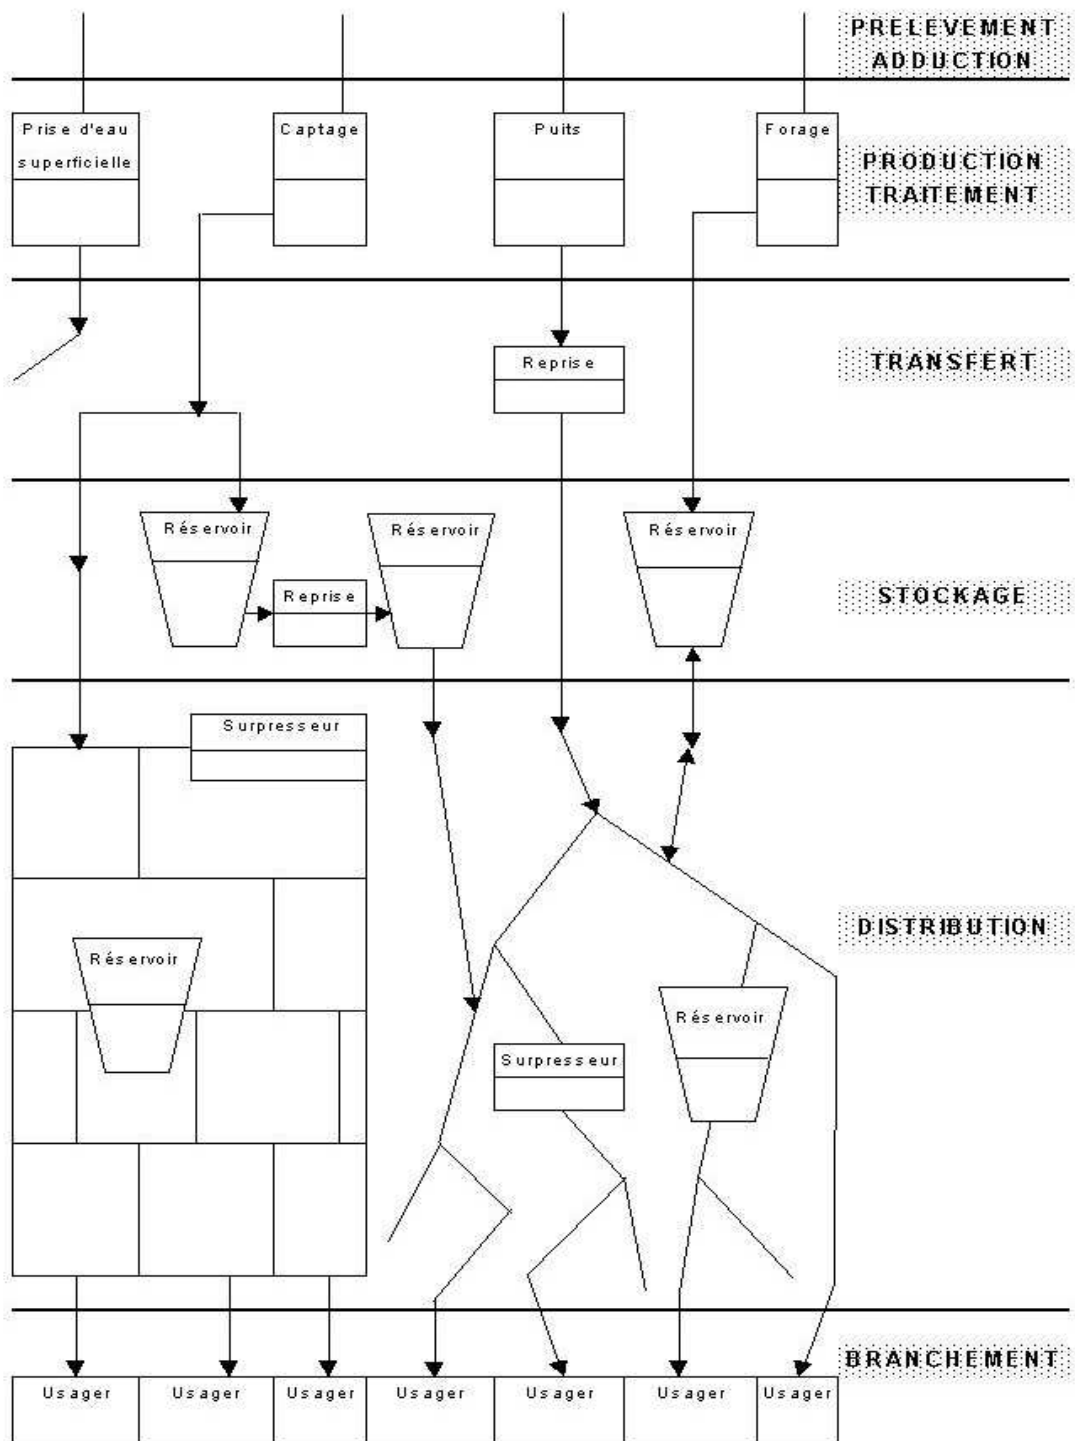 PRELEVEMENT
ADDUCTION
Prise d'eau
superficielle
Captage
Puits
Forage
PRODUCTION
TRAITEMENT
Reprise
TRANSFERT
Réservoir
Réservoir
Réservoir
Reprise
STOCKAGE
Surpresseur
DISTRIBUTION
Réservoir
Réservoir
Surpresseur
BRANCHEMENT
Usager
Usager
Usager
Usager
Usager
Usager
Usager